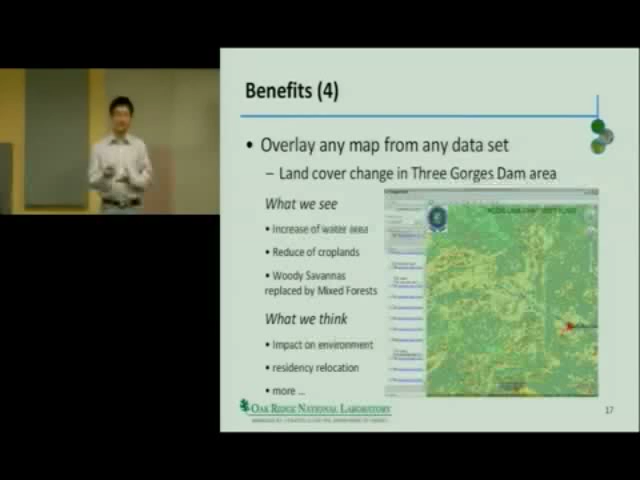 Benefits (4)
• Overlay any map from any data set
– Land cover change in Three Gorges Dam area
What we see
▪ Increase of water area
▪ Reduce of croplands
▪ Woody Savannas
replaced by Mixed Forests
What we think
▪ Impact on environment
▪ residency relocation
▪ more ...
OAK RIDGE NATIONAL LABORATORY
17